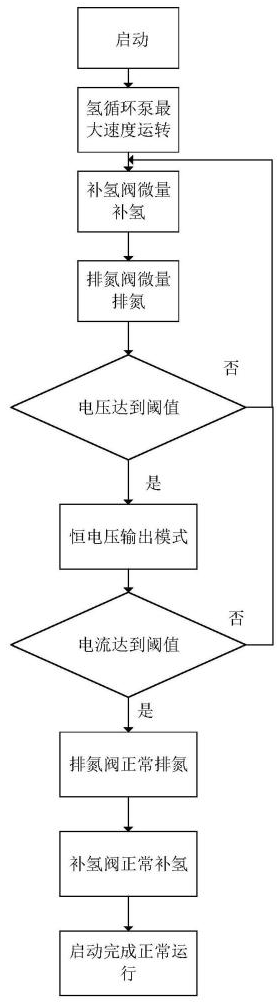 启动
氢循环泵最
大速度运转
补氢阀微量
补氢
排氮阀微量
排氮
否
电压达到阈值
是
恒电压输出模式
否
电流达到阈值
是
排氮阀正常排氮
补氢阀正常补氢
启动完成正常运
行